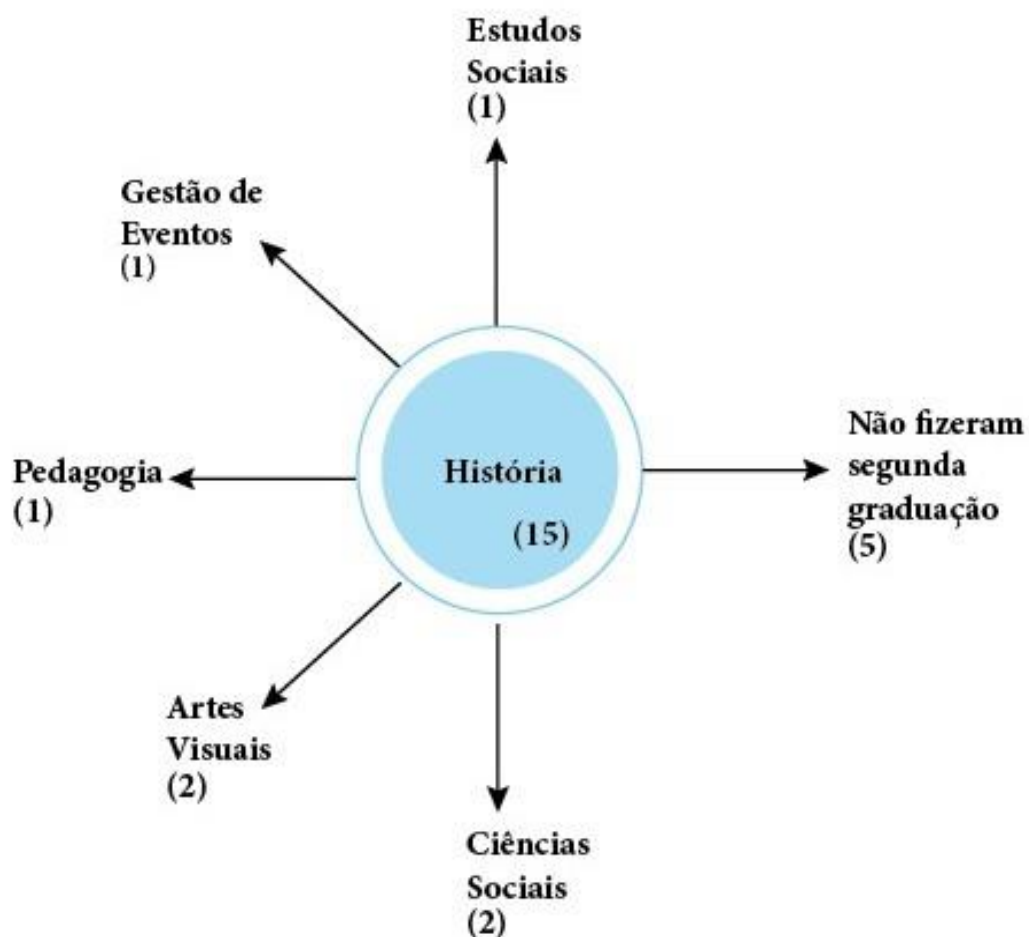 Estudos
Sociais
(1)
Gestão de
Eventos
(1)
Não fizeram
segunda
graduação
(5)
História
(15)
Pedagogia
(1)
Artes
Visuais
(2)
Ciências
Sociais
(2)